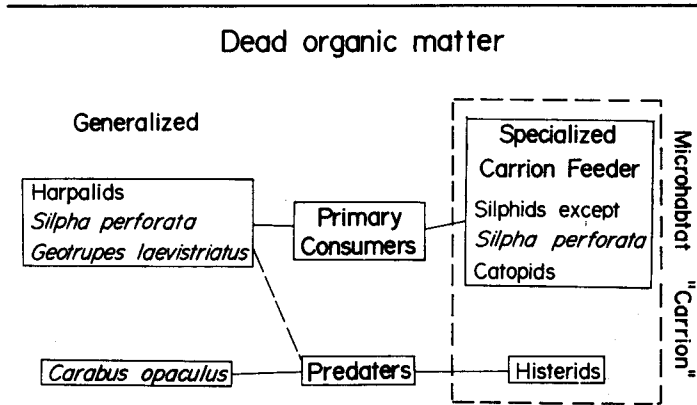 Dead organic matter
Generalized
Harpalids
Silpha perforata
Geotrupes laevistriatus
Primary
Consumers
Specialized
Carrion Feeder
Silphids except
Silpha perforata
Catopids
Microhabtat "Carrion"
Carabus opaculus
Predaters
Histerids